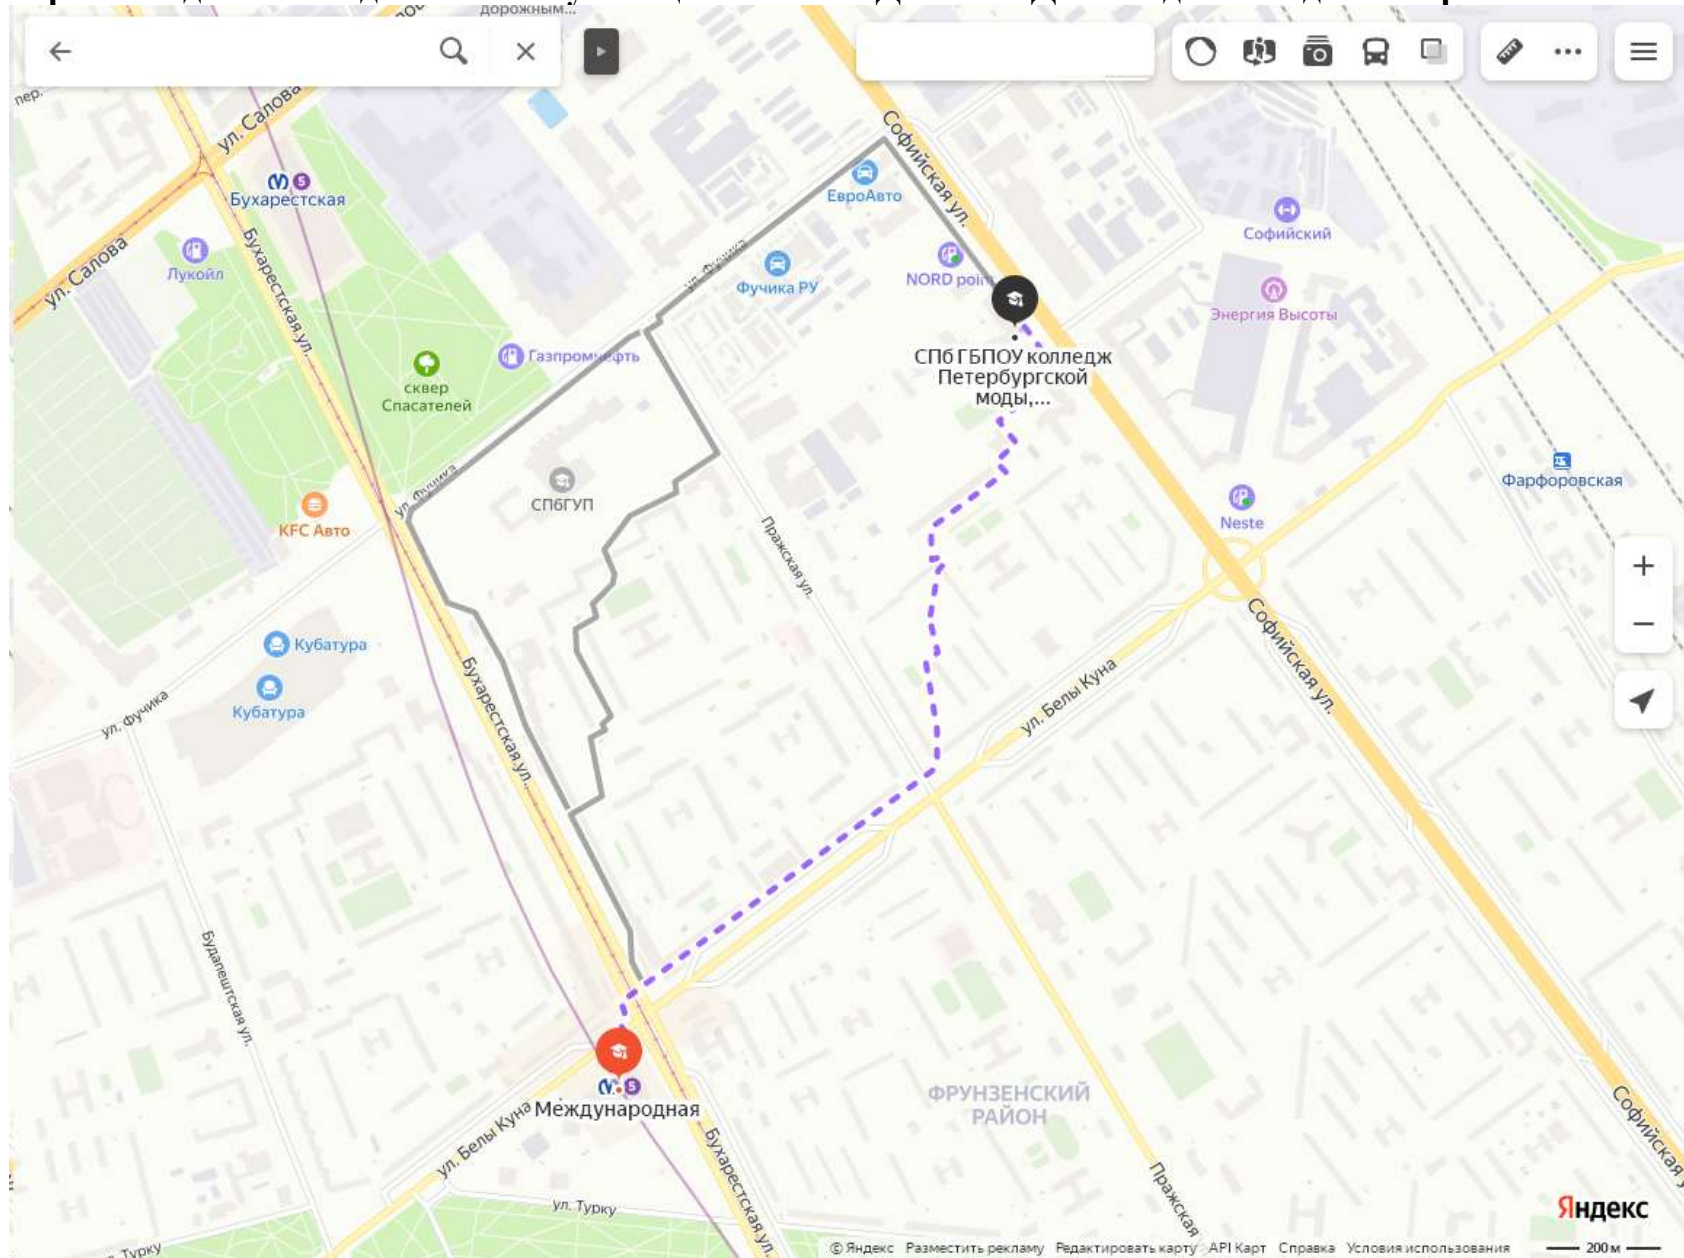 дорожным...
пер.
ул. Салова
Бухарестская
ул. Салова
Лукойл
Бухарестская ул.
сквер
Спасателей
Газпромнефть
ул. Фучика
ЕвроАвто
Фучика РУ
NORD poin
Софийская ул.
Софийский
Энергия Высоты
СПб ГБПОУ колледж
Петербургской
моды,...
Фарфоровская
Neste
ул. Фучика
СПбГУП
KFC Авто
Пражская ул.
Кубатура
Кубатура
ул. Фучика
Бухарестская ул.
ул. Белы Куна
Софийская ул.
Будапештская ул.
Международная
ул. Белы Куна
ФРУНЗЕНСКИЙ
РАЙОН
Бухарестская ул.
Пражская
Софийская у
ул. Турку
Турку
Яндекс
© Яндекс Разместить рекламу Редактировать карту API Карт Справка Условия использования 200 м